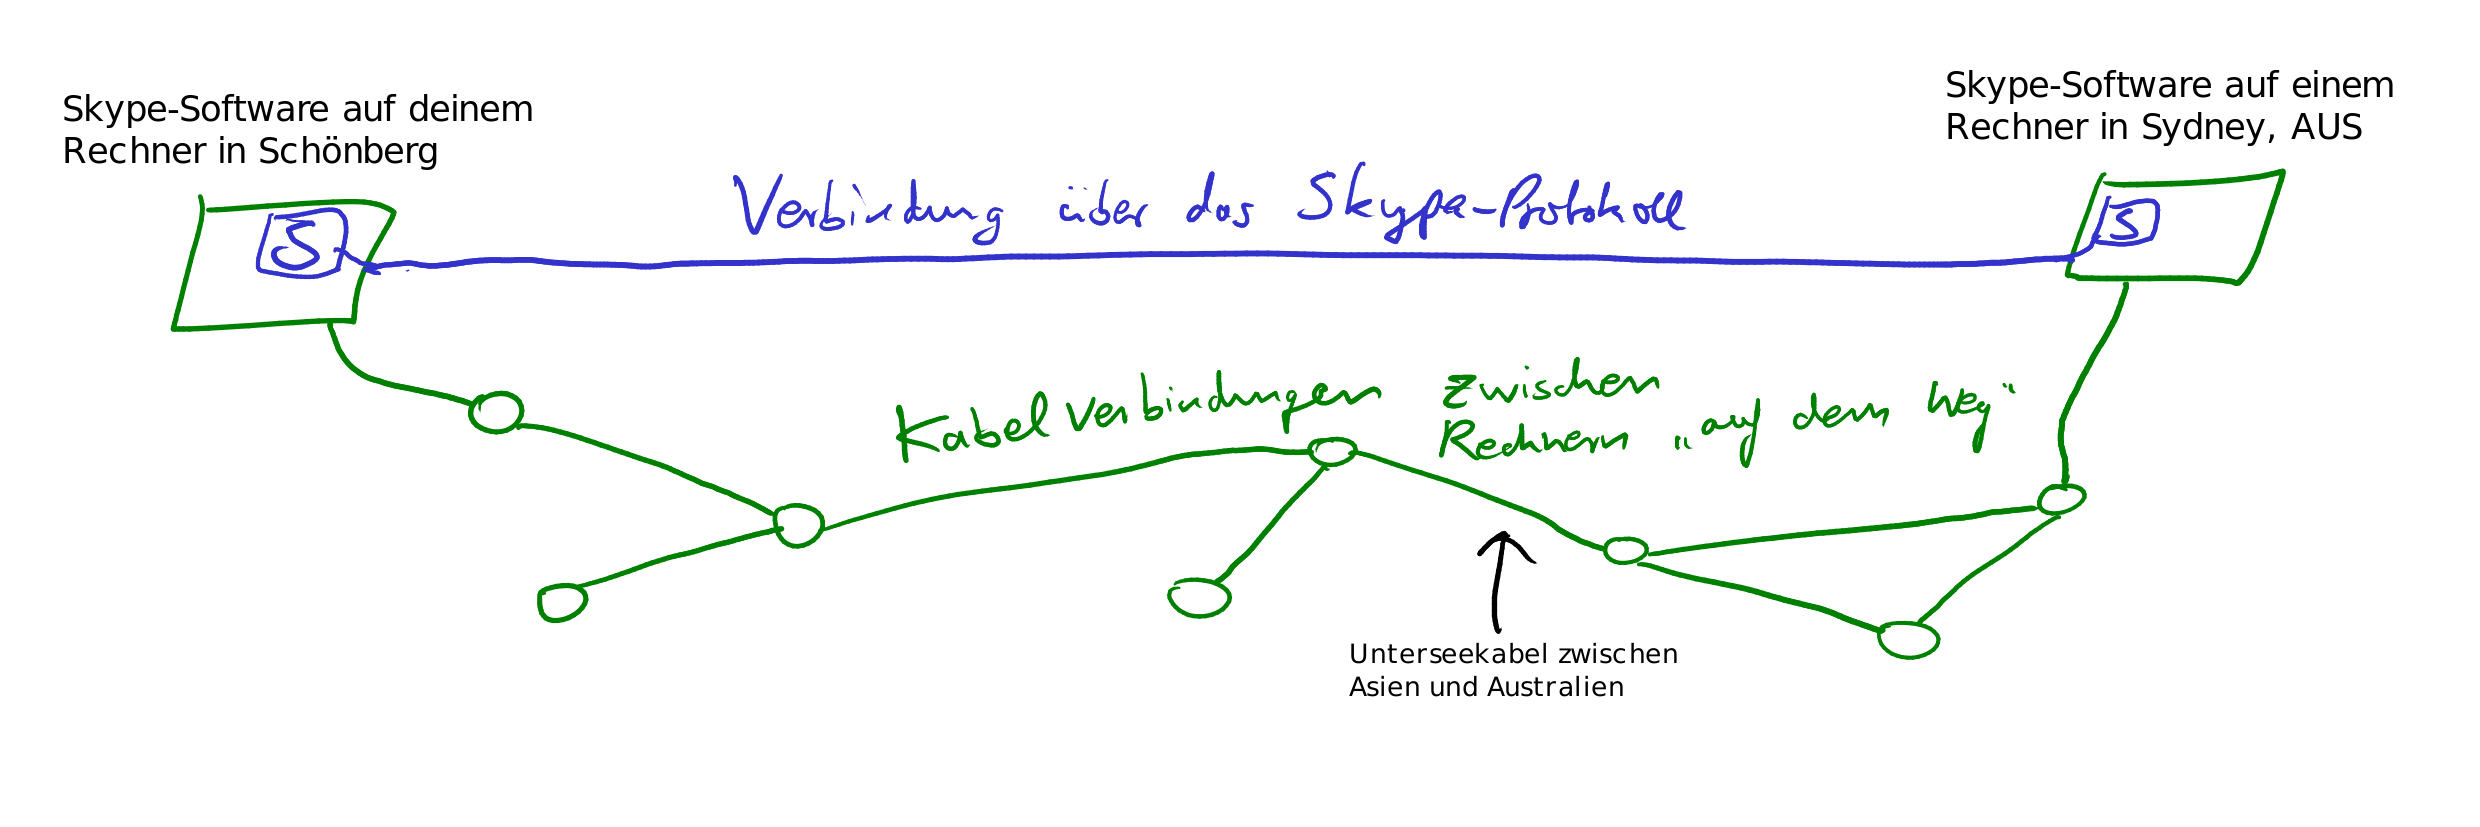 Skype-Software auf deinem
Rechner in Schönberg
Skype-Software auf einem
Rechner in Sydney, AUS
Verbindung über das Skype-Protokoll
S
S
Kabelverbindungen zwischen
Rechnern „auf dem Weg“
Unterseekabel zwischen
Asien und Australien